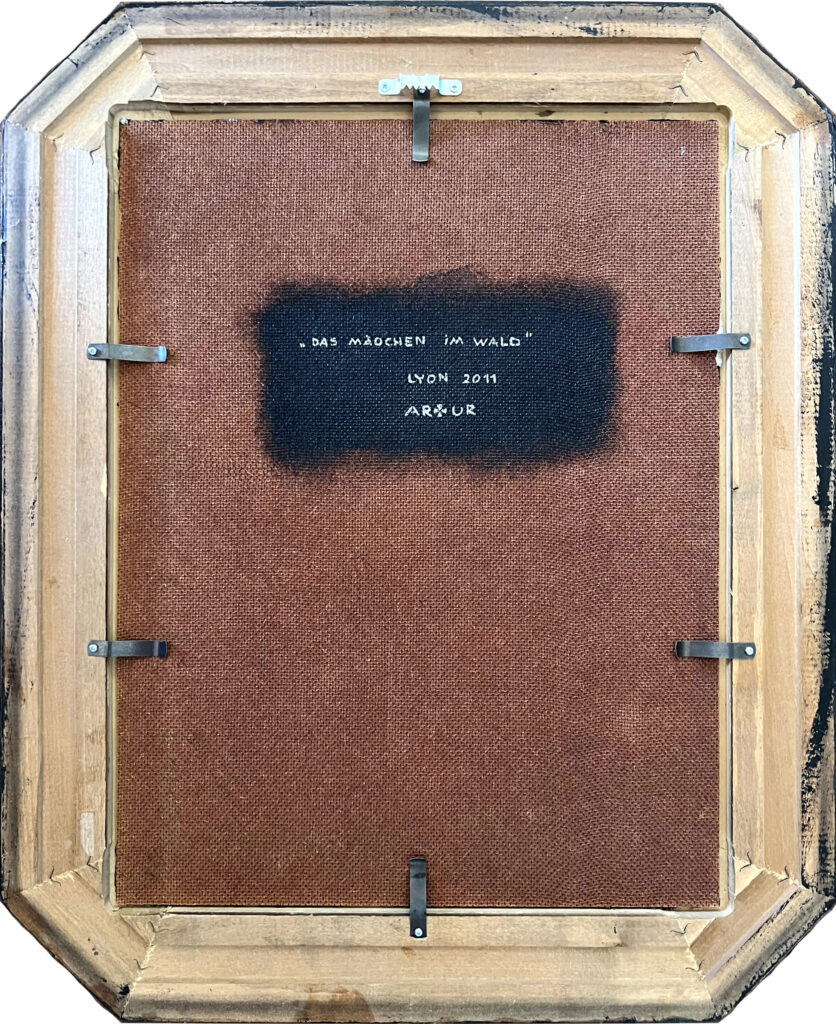 „DAS MÄDCHEN IM WALD"
LYON 2011
AR✠UR